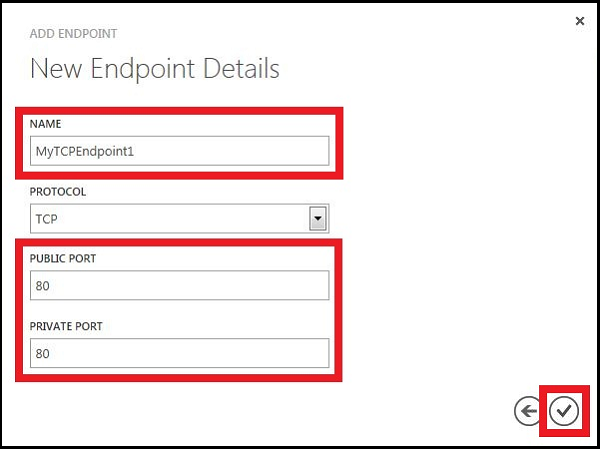 ADD ENDPOINT
New Endpoint Details
NAME
MyTCPEndpoint1
PROTOCOL
TCP
PUBLIC PORT
80
PRIVATE PORT
80